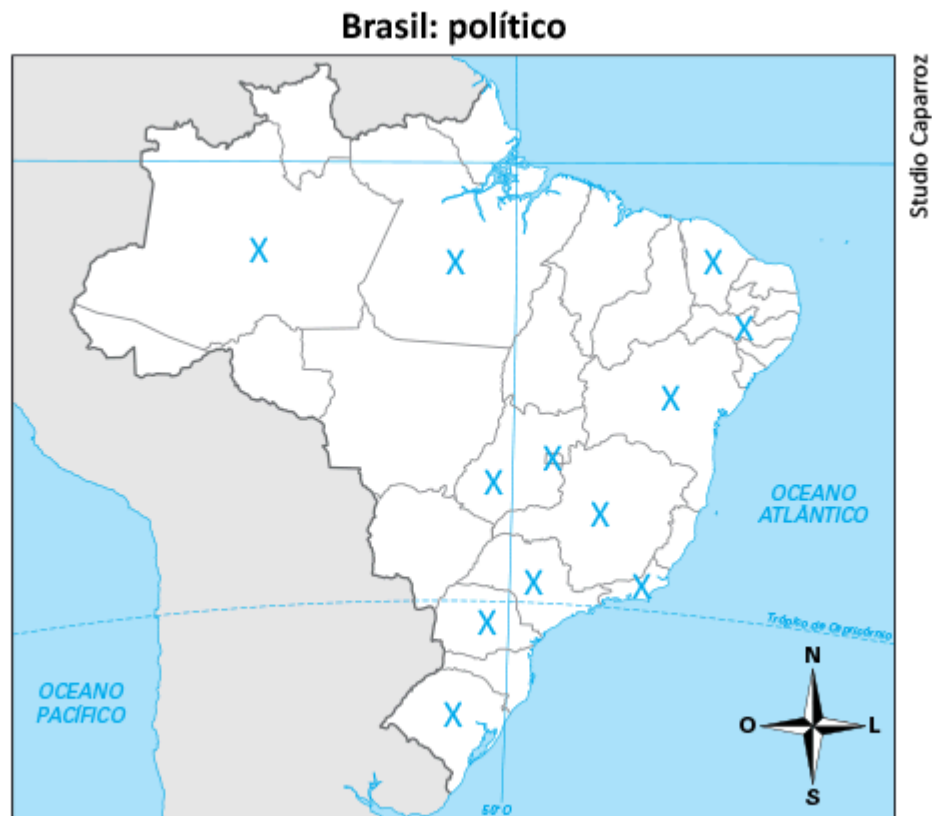 Brasil: político
Studio Caparroz
X
X
X
X
X
X
X
X
X
X
X
X
OCEANO
ATLÂNTICO
Trópico de Capricórnio
OCEANO
PACÍFICO
N
O
L
S
50°O